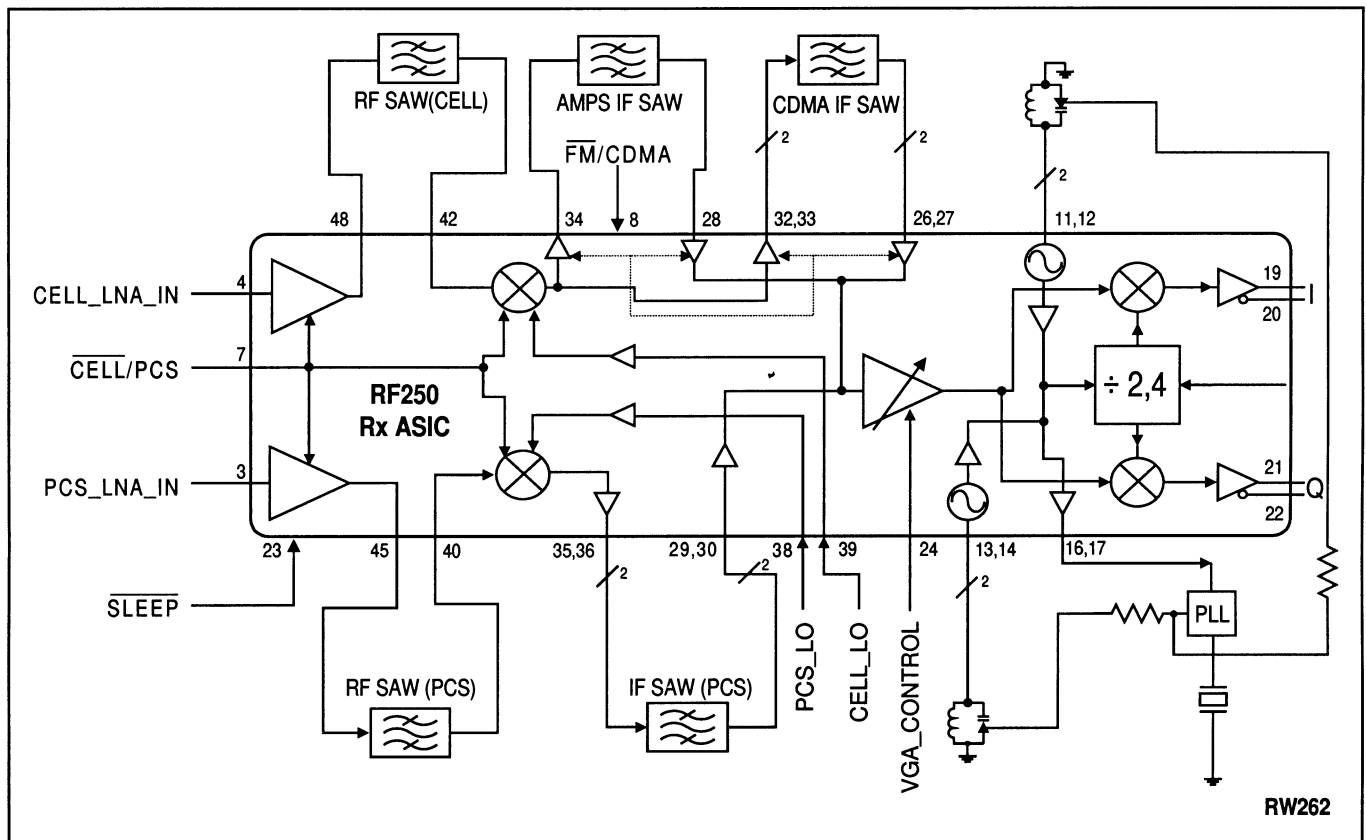 RF SAW(CELL)
AMPS IF SAW
CDMA IF SAW
FM/CDMA
2
2
2
48
42
34
8
28
32,33
26,27
11,12
CELL_LNA_IN
4
19
I
20
CELL/PCS
7
RF250
Rx ASIC
÷ 2,4
PCS_LNA_IN
3
21
Q
22
23
45
40
35,36
29,30
38
39
24
13,14
16,17
SLEEP
2
2
2
PCS_LO
CELL_LO
VGA_CONTROL
PLL
RF SAW (PCS)
IF SAW (PCS)
RW262